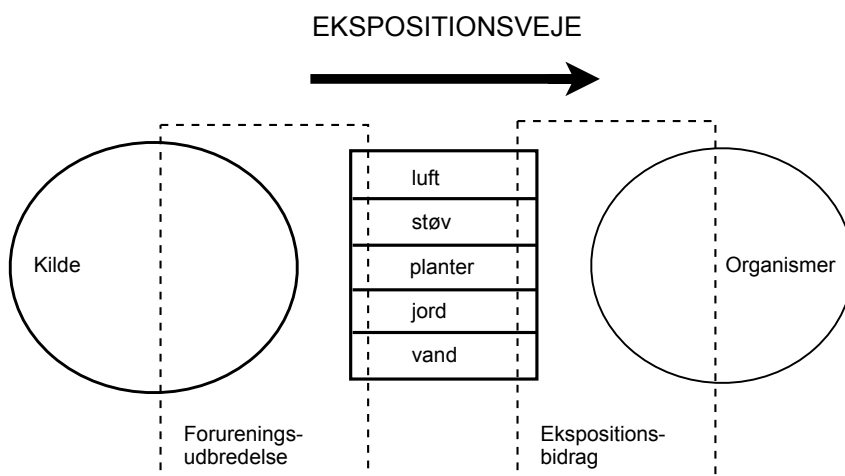 EKSPOSITIONSVEJE
luft
støv
Kilde
planter
Organismer
jord
vand
Forurenings-
udbredelse
Ekspositions-
bidrag